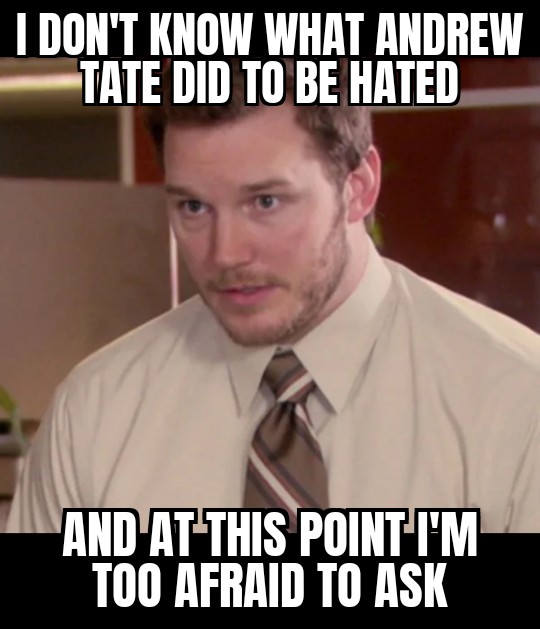 I DON'T KNOW WHAT ANDREW
TATE DID TO BE HATED
AND AT THIS POINT I'M
TOO AFRAID TO ASK